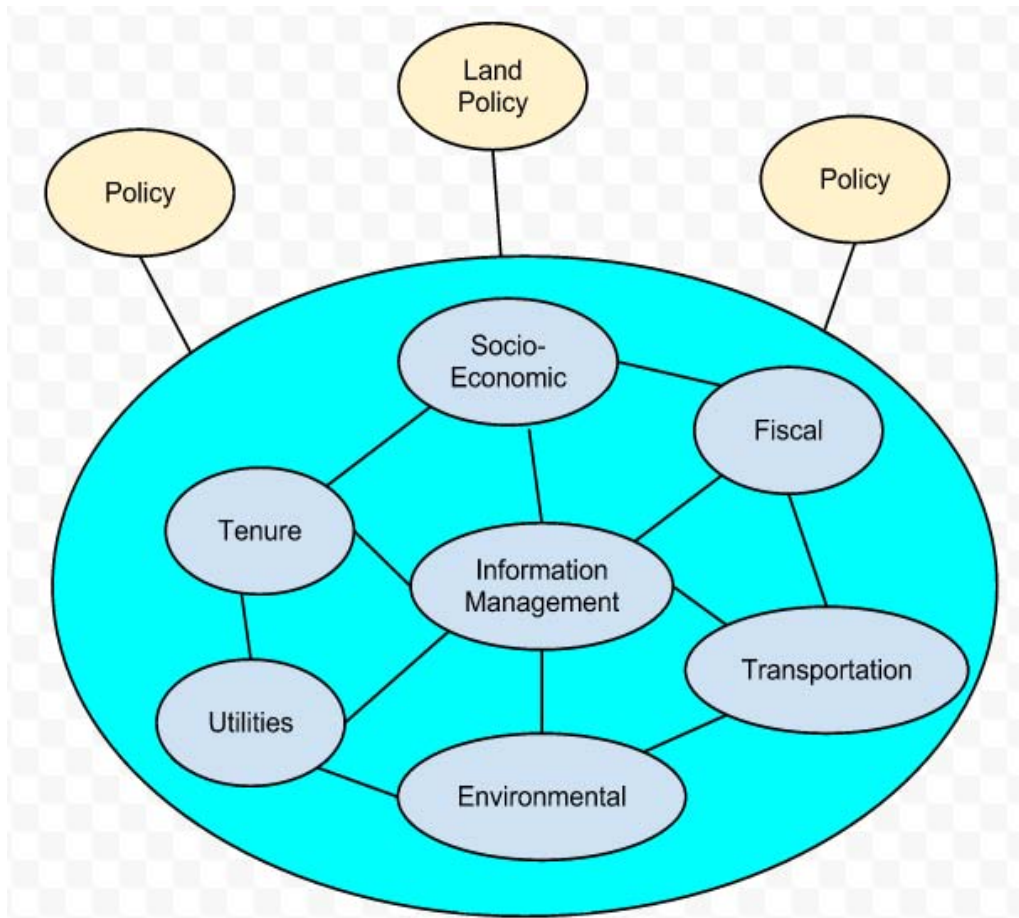 Land
Policy
Policy
Policy
Socio-
Economic
Fiscal
Tenure
Information
Management
Transportation
Utilities
Environmental